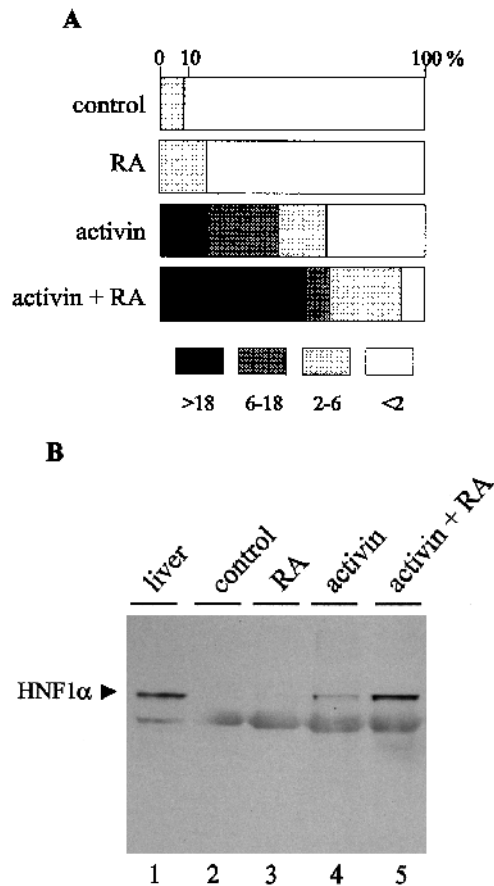 A
0 10 100 %
control
RA
activin
activin + RA
>18 6-18 2-6 <2
B
liver control RA activin activin + RA
HNF1α
1 2 3 4 5